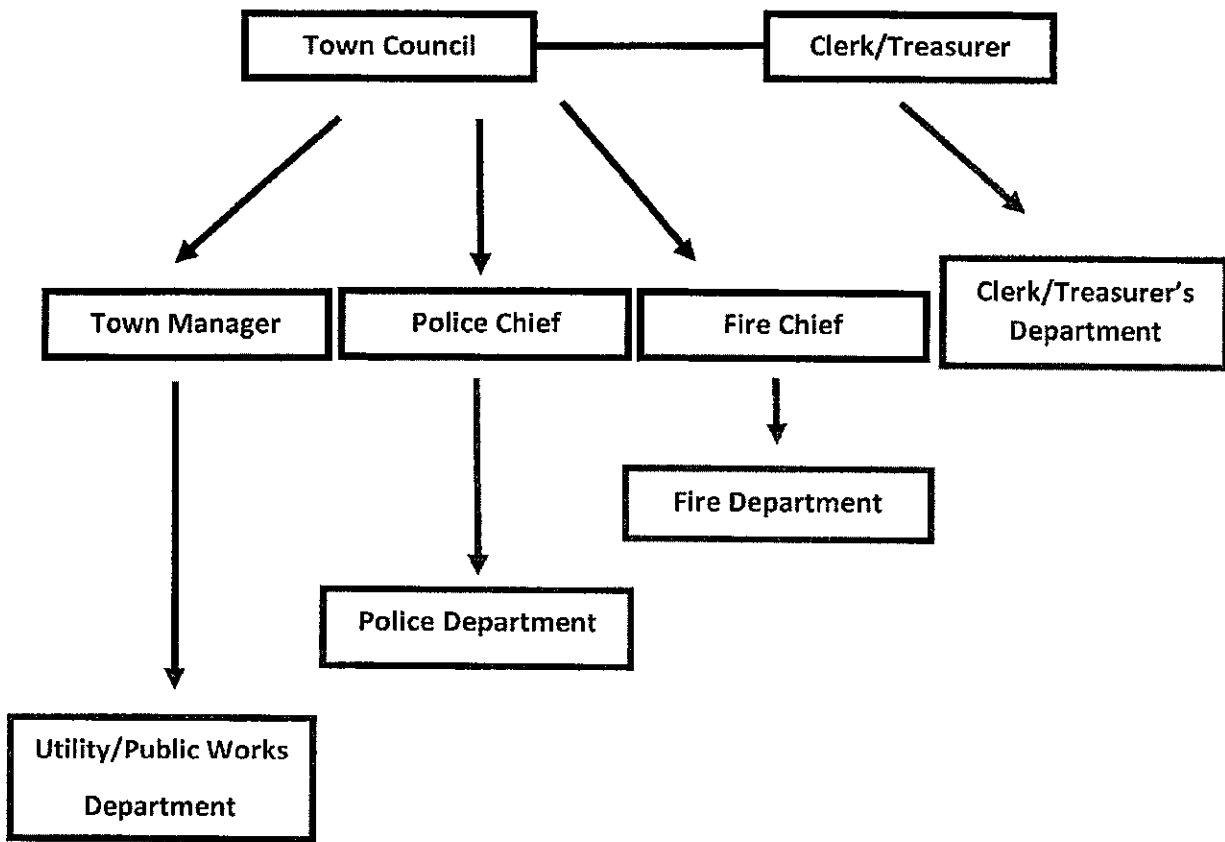 Town Council
Clerk/Treasurer
Town Manager
Police Chief
Fire Chief
Clerk/Treasurer's
Department
Fire Department
Police Department
Utility/Public Works
Department